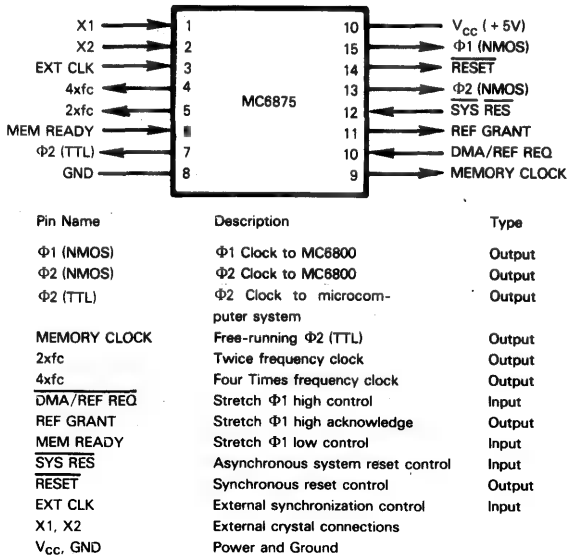 X1 1 10 V_CC (+5V)
X2 2 15 Φ1 (NMOS)
EXT CLK 3 14 RESET
4xfc 4 13 Φ2 (NMOS)
MC6875
2xfc 5 12 SYS RES
MEM READY 11 REF GRANT
Φ2 (TTL) 7 10 DMA/REF REQ
GND 8 9 MEMORY CLOCK
Pin Name Description Type
Φ1 (NMOS) Φ1 Clock to MC6800 Output
Φ2 (NMOS) Φ2 Clock to MC6800 Output
Φ2 (TTL) Φ2 Clock to microcom- Output
puter system
MEMORY CLOCK Free-running Φ2 (TTL) Output
2xfc Twice frequency clock Output
4xfc Four Times frequency clock Output
DMA/REF REQ Stretch Φ1 high control Input
REF GRANT Stretch Φ1 high acknowledge Output
MEM READY Stretch Φ1 low control Input
SYS RES Asynchronous system reset control Input
RESET Synchronous reset control Output
EXT CLK External synchronization control Input
X1, X2 External crystal connections
V_CC, GND Power and Ground